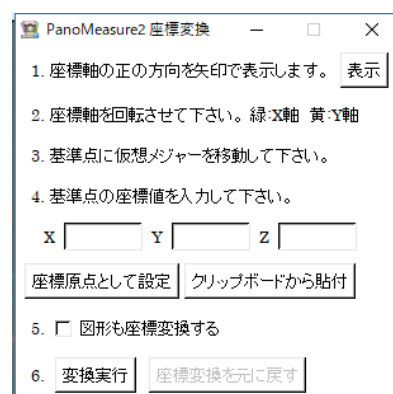 PanoMeasure2 座標変換
1. 座標軸の正の方向を矢印で表示します。 表示
2. 座標軸を回転させて下さい。緑:X軸 黄:Y軸
3. 基準点に仮想メジャーを移動して下さい。
4. 基準点の座標値を入力して下さい。
X Y Z
座標原点として設定 クリップボードから貼付
5. 図形も座標変換する
6. 変換実行 座標変換を元に戻す